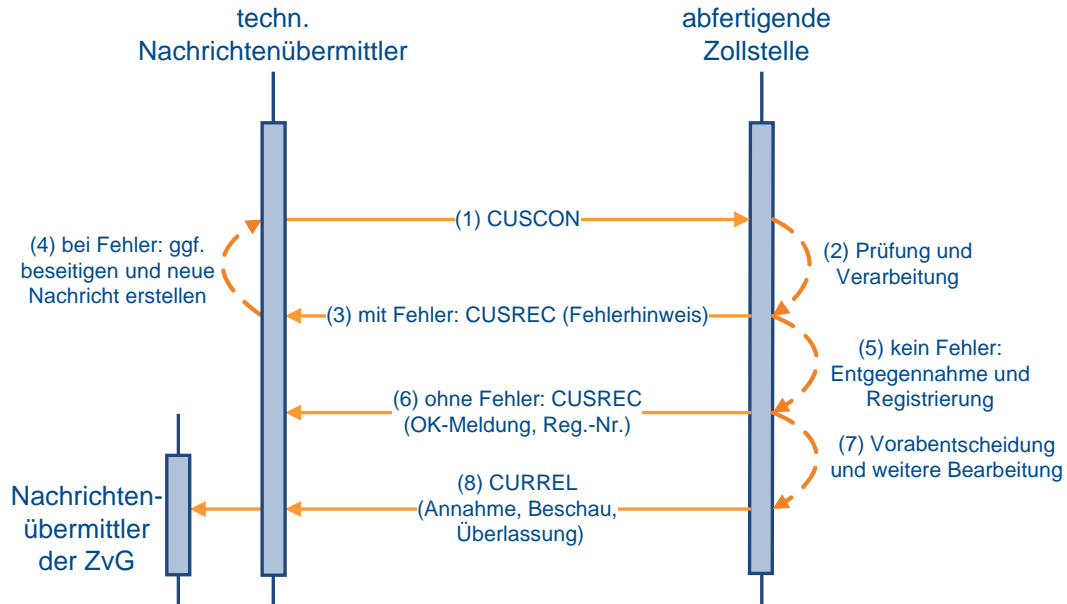 techn.
Nachrichtenübermittler
abfertigende
Zollstelle
(1) CUSCON
(2) Prüfung und
Verarbeitung
(3) mit Fehler: CUSREC (Fehlerhinweis)
(4) bei Fehler: ggf.
beseitigen und neue
Nachricht erstellen
(5) kein Fehler:
Entgegennahme und
Registrierung
(6) ohne Fehler: CUSREC
(OK-Meldung, Reg.-Nr.)
(7) Vorabentscheidung
und weitere Bearbeitung
(8) CURREL
(Annahme, Beschau,
Überlassung)
Nachrichten-
übermittler
der ZvG